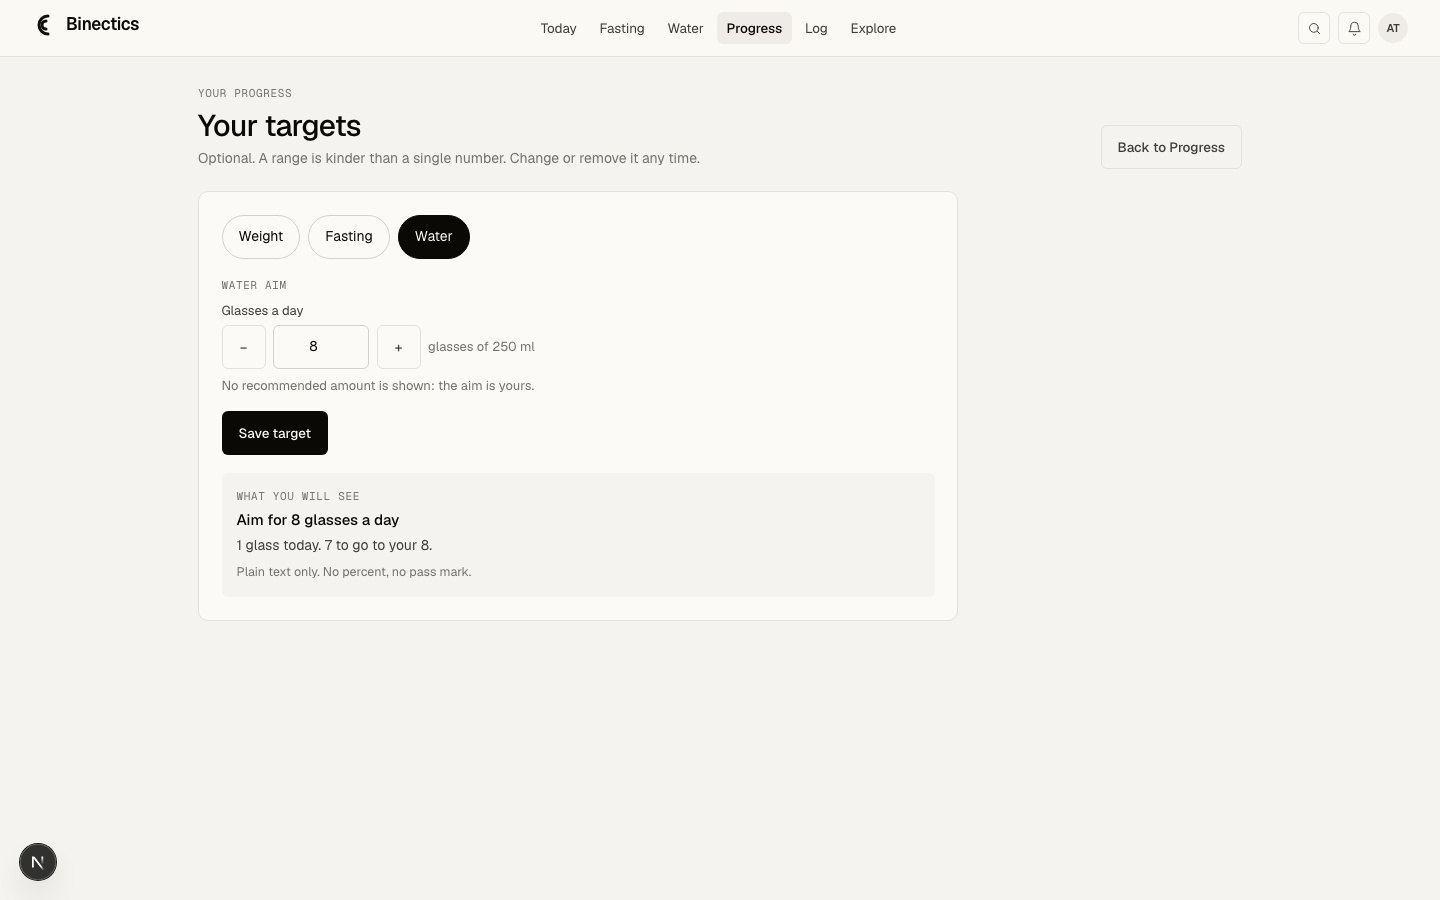 Binectics
Today Fasting Water Progress Log Explore
AT
YOUR PROGRESS
Your targets
Optional. A range is kinder than a single number. Change or remove it any time.
Back to Progress
Weight Fasting Water
WATER AIM
Glasses a day
− 8 + glasses of 250 ml
No recommended amount is shown: the aim is yours.
Save target
WHAT YOU WILL SEE
Aim for 8 glasses a day
1 glass today. 7 to go to your 8.
Plain text only. No percent, no pass mark.
N